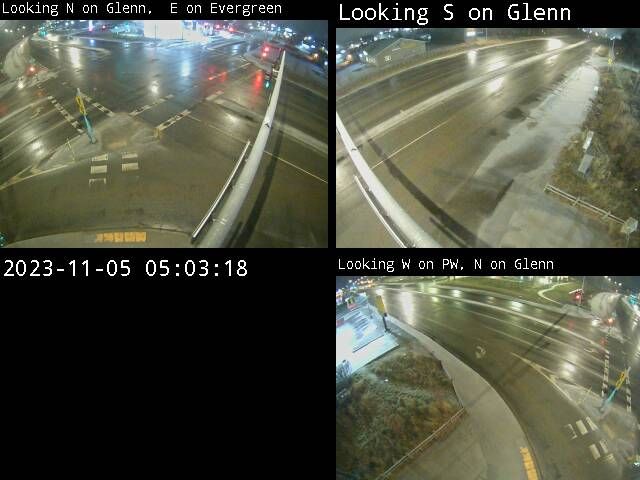 Looking N on Glenn,  E on Evergreen
Looking S on Glenn
2023-11-05 05:03:18
Looking W on PW, N on Glenn